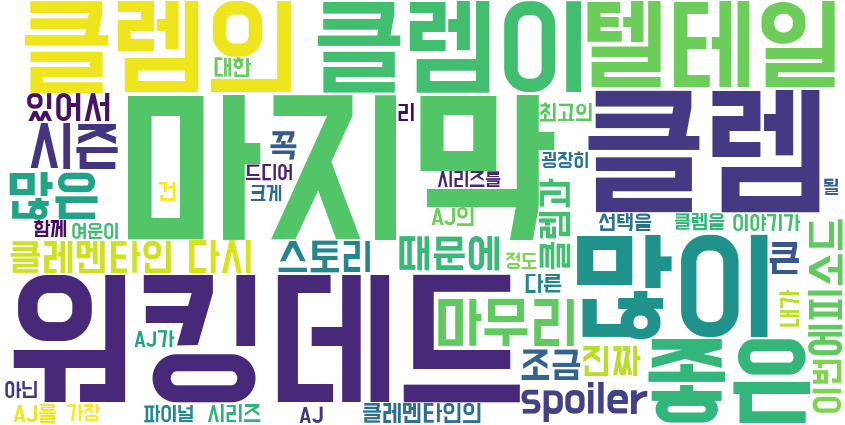 클렘의 클렘이 텔테일
대한
있어서 마지막 리 최고의 클렘
시즌 꼭 굉장히
드디어 시리즈를
많은 건 크게 클렘과 될
함께 여운이 AJ의 선택을 클렘을 이야기가
클레멘타인 다시 스토리 때문에 정도 많이 큰 에피소드
다른 내가
워킹데드 마무리
AJ가 조금 진짜 좋은 이번
아닌 spoiler
AJ를 가장 파이널 시리즈 AJ 클레멘타인의